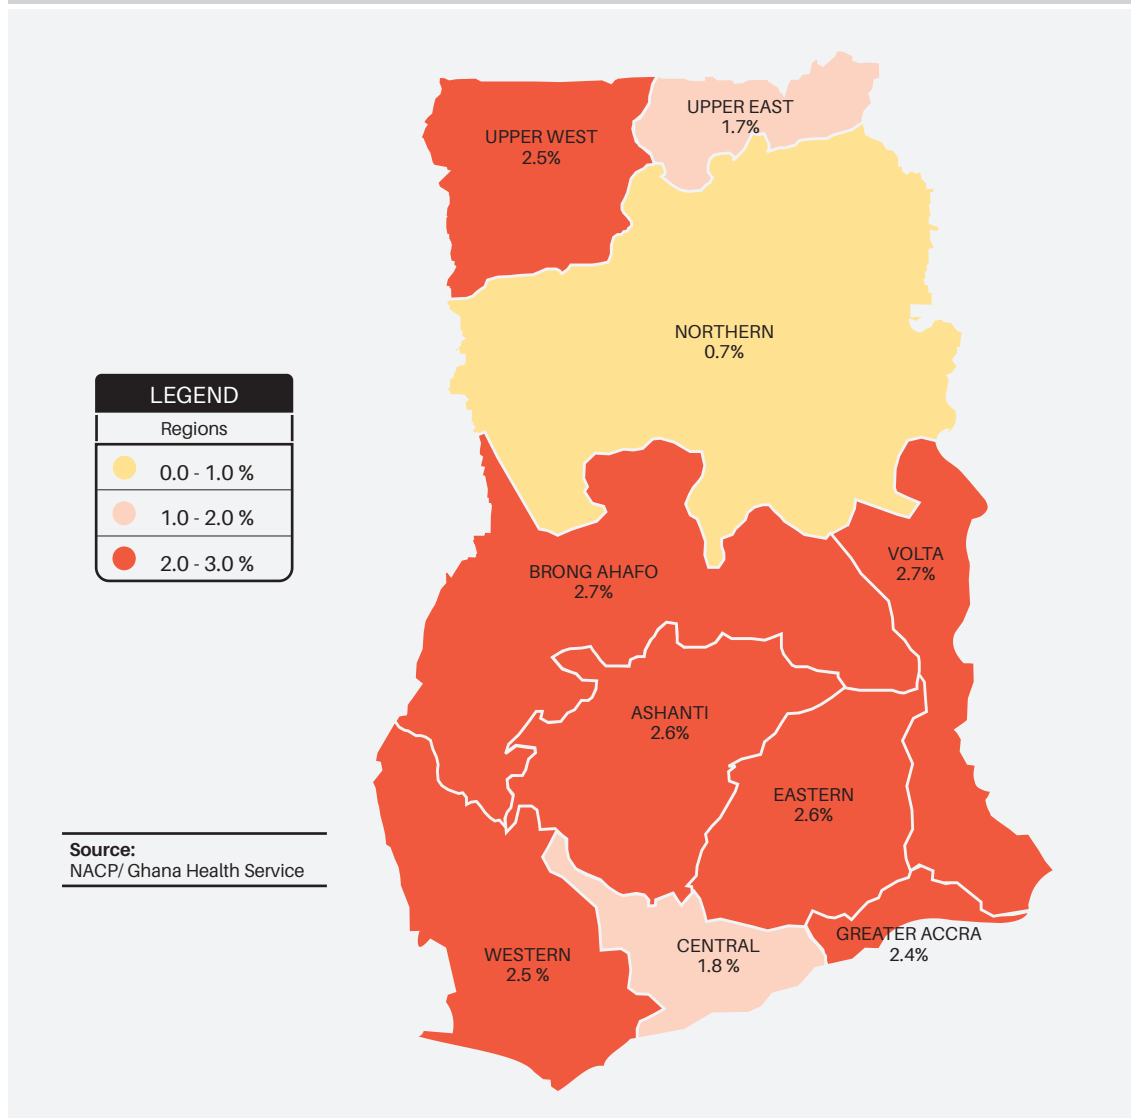 UPPER EAST
1.7%
UPPER WEST
2.5%
NORTHERN
0.7%
LEGEND
Regions
0.0 - 1.0 %
1.0 - 2.0 %
2.0 - 3.0 %
VOLTA
2.7%
BRONG AHAFO
2.7%
ASHANTI
2.6%
EASTERN
2.6%
Source:
NACP/ Ghana Health Service
GREATER ACCRA
2.4%
CENTRAL
1.8 %
WESTERN
2.5 %